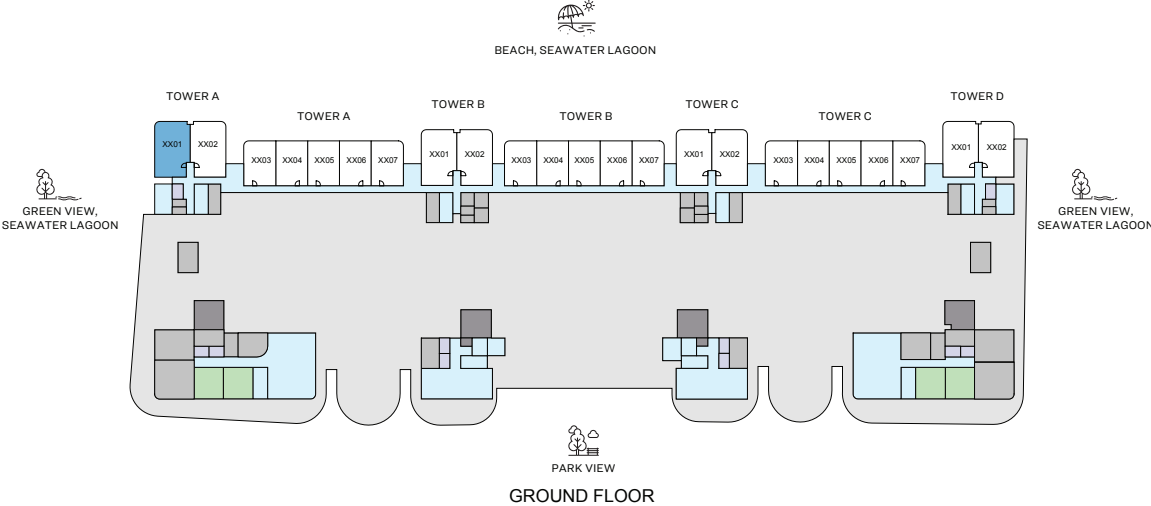 BEACH, SEAWATER LAGOON
TOWER A
TOWER A
TOWER B
TOWER B
TOWER C
TOWER C
TOWER D
XX01 XX02
XX03 XX04 XX05 XX06 XX07
XX01 XX02
XX03 XX04 XX05 XX06 XX07
XX01 XX02
XX03 XX04 XX05 XX06 XX07
XX01 XX02
GREEN VIEW,
SEAWATER LAGOON
GREEN VIEW,
SEAWATER LAGOON
PARK VIEW
GROUND FLOOR